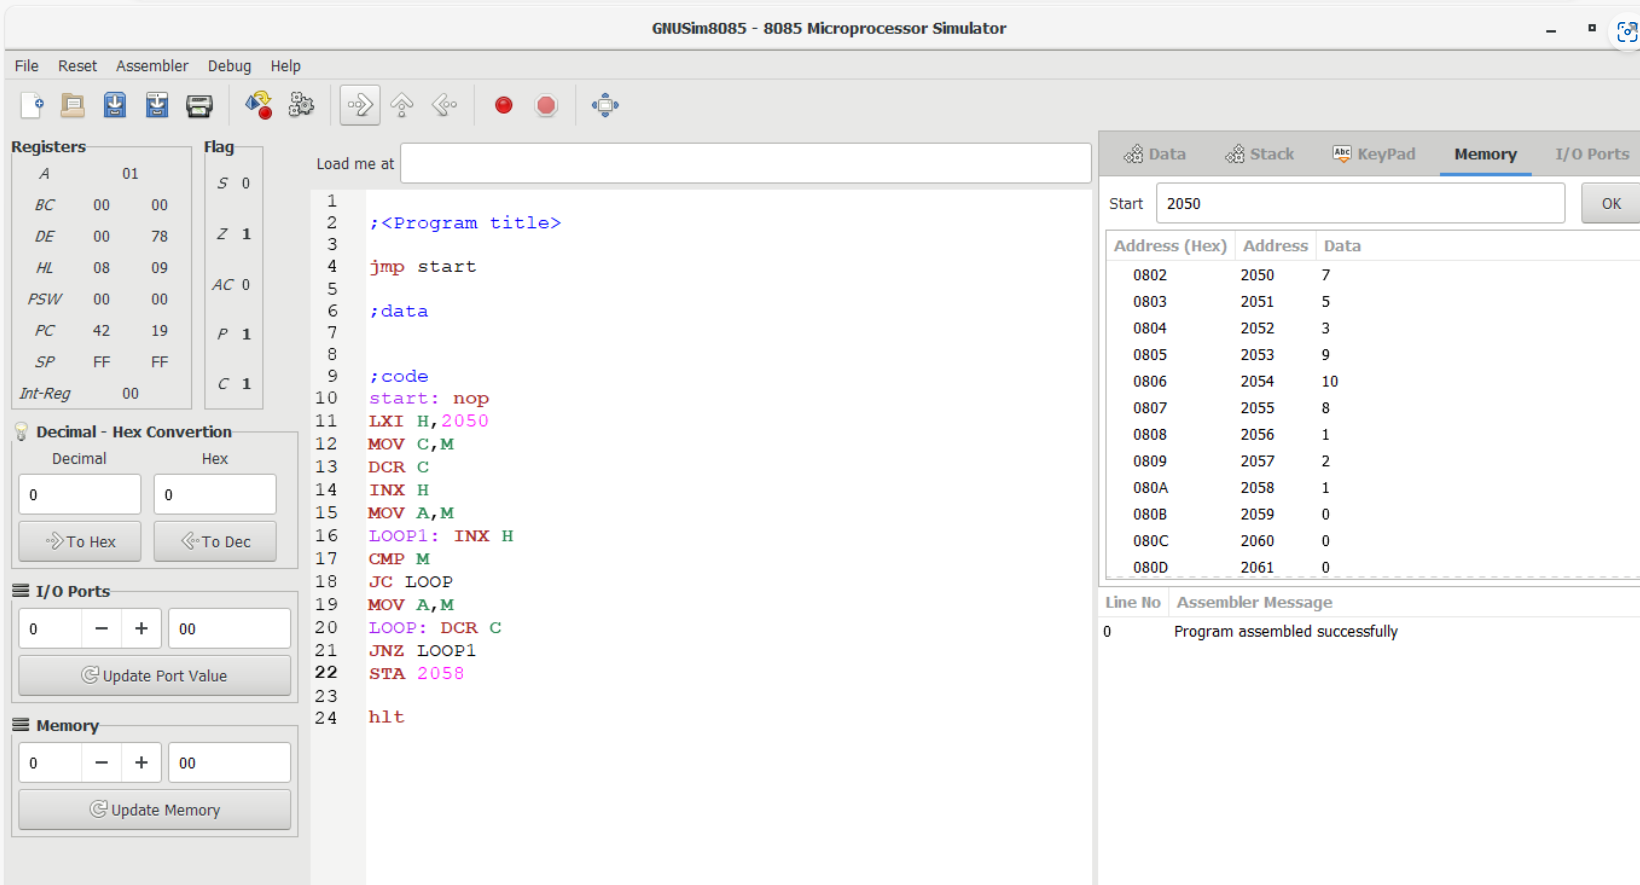 GNUSim8085 - 8085 Microprocessor Simulator
File Reset Assembler Debug Help
Registers
A 01
BC 00 00
DE 00 78
HL 08 09
PSW 00 00
PC 42 19
SP FF FF
Int-Reg 00
Flag
S 0
Z 1
AC 0
P 1
C 1
Decimal - Hex Convertion
Decimal Hex
0 0
To Hex To Dec
I/O Ports
0 − + 00
Update Port Value
Memory
0 − + 00
Update Memory
Load me at
1
2 ;<Program title>
3
4 jmp start
5
6 ;data
7
8
9 ;code
10 start: nop
11 LXI H,2050
12 MOV C,M
13 DCR C
14 INX H
15 MOV A,M
16 LOOP1: INX H
17 CMP M
18 JC LOOP
19 MOV A,M
20 LOOP: DCR C
21 JNZ LOOP1
22 STA 2058
23
24 hlt
Data Stack Abc KeyPad Memory I/O Ports
Start 2050 OK
Address (Hex) Address Data
0802 2050 7
0803 2051 5
0804 2052 3
0805 2053 9
0806 2054 10
0807 2055 8
0808 2056 1
0809 2057 2
080A 2058 1
080B 2059 0
080C 2060 0
080D 2061 0
Line No Assembler Message
0 Program assembled successfully